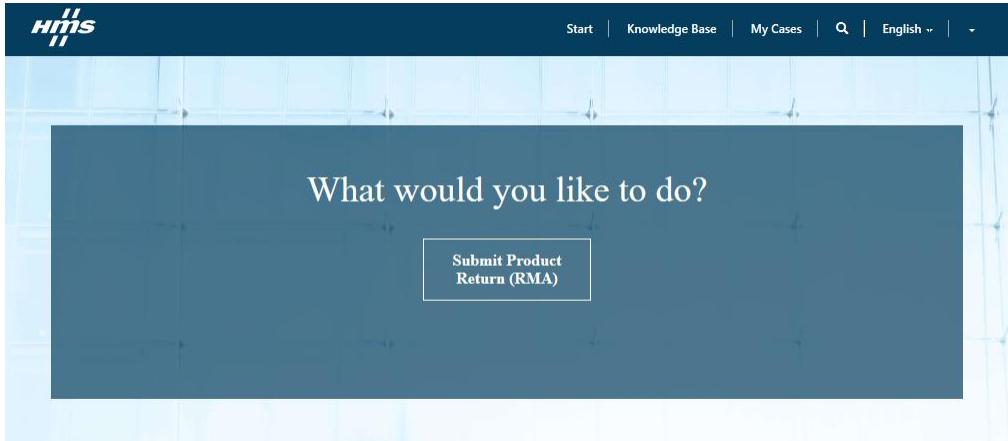 HMS
Start
Knowledge Base
My Cases
English
What would you like to do?
Submit Product
Return (RMA)